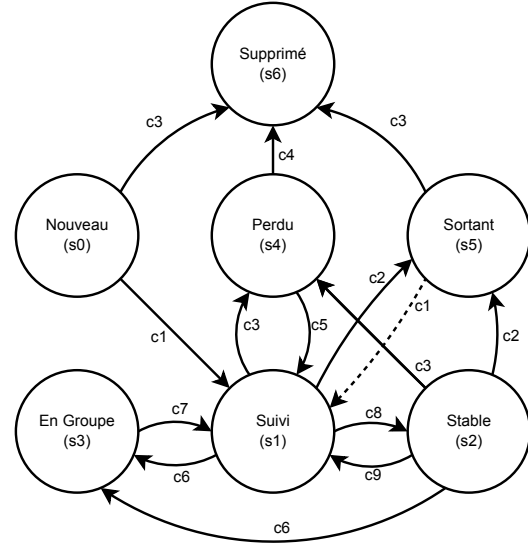 Supprimé
(s6)
c3
c3
c4
Nouveau
(s0)
Perdu
(s4)
Sortant
(s5)
c2
c1
c1
c3
c5
c2
c3
En Groupe
(s3)
c7
Suivi
(s1)
c8
Stable
(s2)
c6
c9
c6